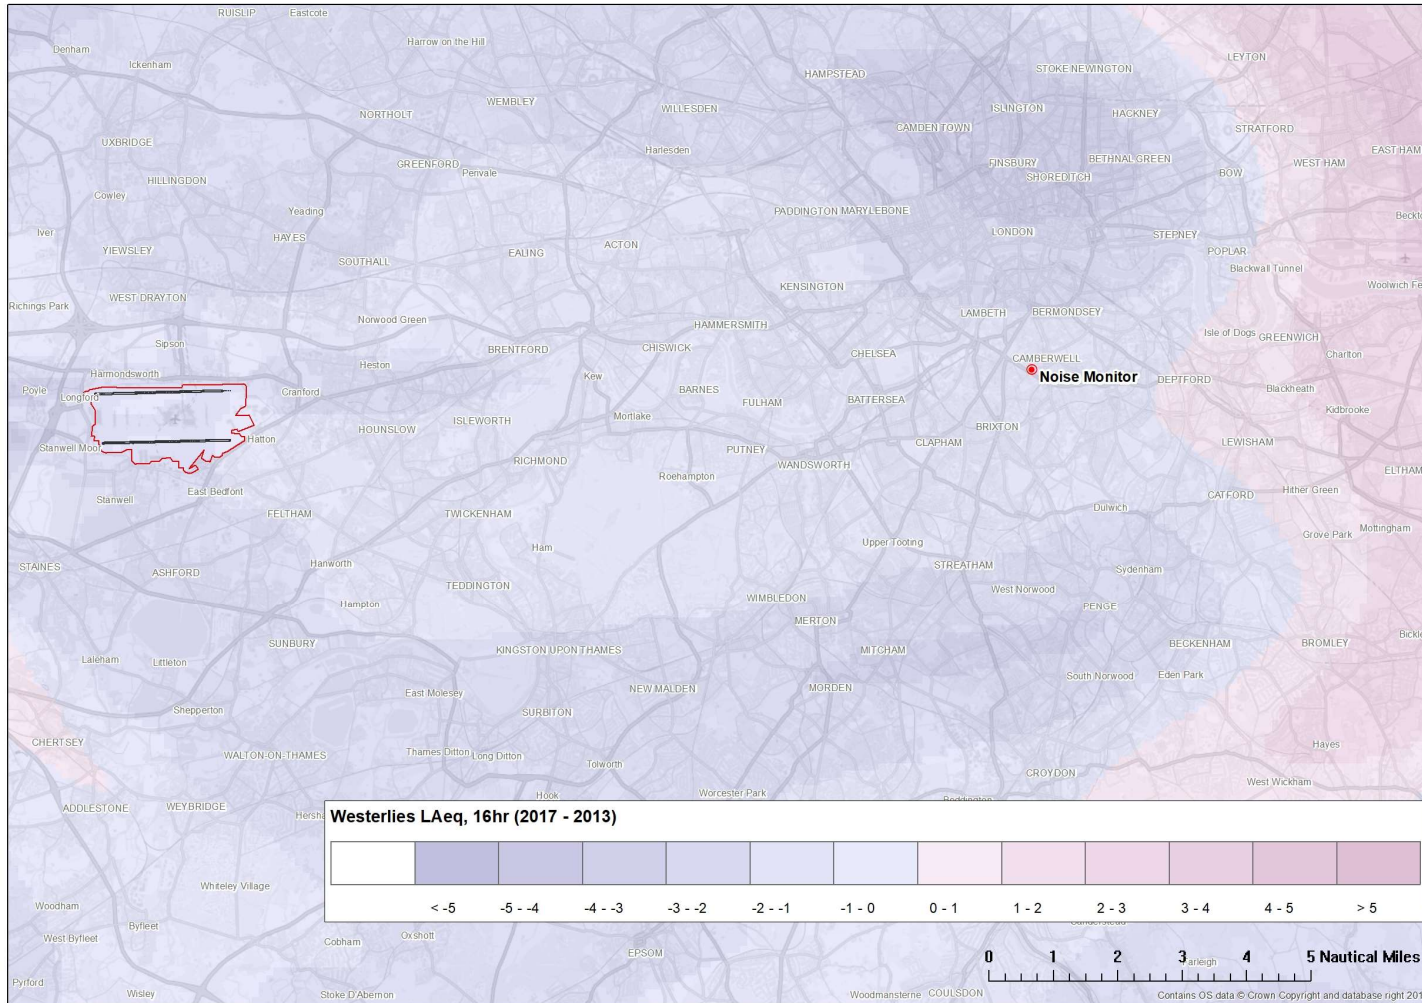 RUISLIP Eastcote
Denham Harrow on the Hill LEYTON
Ickenham HAMPSTEAD STOKE NEWINGTON
WEMBLEY WILLESDEN ISLINGTON HACKNEY
NORTHOLT CAMDEN TOWN STRATFORD
UXBRIDGE Harlesden EAST HAM
GREENFORD Perivale FINSBURY BETHNAL GREEN WEST HAM
HILLINGDON SHOREDITCH BOW
Cowley
Yeading PADDINGTON MARYLEBONE
Iver HAYES LONDON STEPNEY
YIEWSLEY EALING ACTON POPLAR
SOUTHALL Blackwall Tunnel
WEST DRAYTON KENSINGTON
Richings Park LAMBETH BERMONDSEY
Norwood Green HAMMERSMITH Isle of Dogs GREENWICH
Sipson BRENTFORD CHISWICK CHELSEA CAMBERWELL Charlton
Harmondsworth Heston Kew Noise Monitor DEPTFORD
Poyle Longford Cranford BARNES FULHAM BATTERSEA Blackheath
HOUNSLOW ISLEWORTH Mortlake Kidbrooke
Hatton BRIXTON
Stanwell Moor RICHMOND PUTNEY CLAPHAM LEWISHAM
WANDSWORTH ELTHAM
Stanwell East Bedfont Roehampton CATFORD Hither Green
FELTHAM TWICKENHAM Dulwich
Mottingham
Ham Upper Tooting Grove Park
STAINES ASHFORD Hanworth STREATHAM Sydenham
TEDDINGTON West Norwood
Hampton WIMBLEDON PENGE
MERTON
SUNBURY KINGSTON UPON THAMES MITCHAM BECKENHAM BROMLEY
Laleham Littleton South Norwood Eden Park
East Molesey NEW MALDEN MORDEN
Shepperton SURBITON
CHERTSEY Hayes
WALTON-ON-THAMES Thames Ditton Long Ditton Tolworth
CROYDON West Wickham
Hook Worcester Park
ADDLESTONE WEYBRIDGE
Westerlies LAeq, 16hr (2017 - 2013)
< -5 -5 - -4 -4 - -3 -3 - -2 -2 - -1 -1 - 0 0 - 1 1 - 2 2 - 3 3 - 4 4 - 5 > 5
Whiteley Village
Woodham
Byfleet
West Byfleet Cobham Oxshott
EPSOM
0 1 2 3 4 5 Nautical Miles
Pyrford Farleigh
Wisley Stoke D'Abernon Woodmansterne COULSDON
Contains OS data © Crown Copyright and database right 201